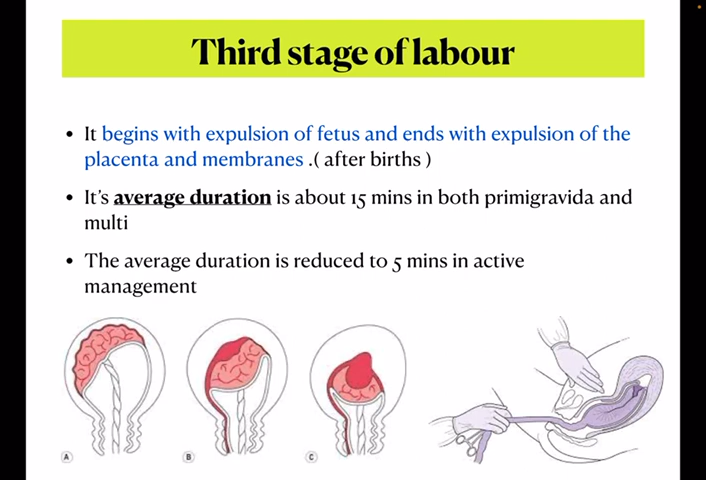 Third stage of labour
• It begins with expulsion of fetus and ends with expulsion of the
placenta and membranes .( after births )
• It's average duration is about 15 mins in both primigravida and
multi
• The average duration is reduced to 5 mins in active
management
A B C